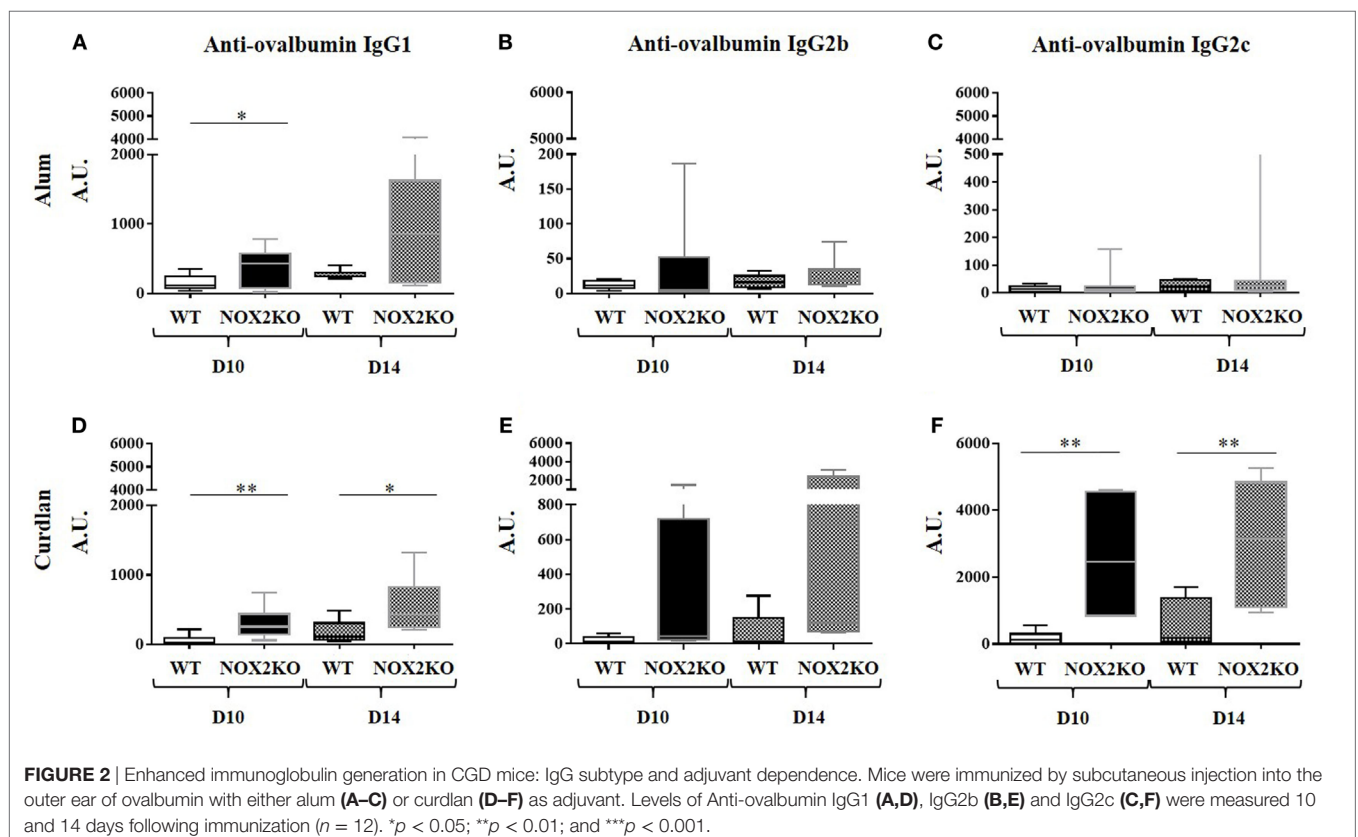 A Anti-ovalbumin IgG1 B Anti-ovalbumin IgG2b C Anti-ovalbumin IgG2c
Alum
A.U.
6000
5000
4000
2000
1000
0
*
WT NOX2KO WT NOX2KO
D10 D14
A.U.
6000
5000
200
150
100
50
0
WT NOX2KO WT NOX2KO
D10 D14
A.U.
6000
5000
4000
500
400
300
200
100
0
WT NOX2KO WT NOX2KO
D10 D14
D E F
Curdlan
A.U.
6000
5000
4000
2000
1000
0
** *
WT NOX2KO WT NOX2KO
D10 D14
A.U.
6000
4000
2000
800
600
400
200
0
WT NOX2KO WT NOX2KO
D10 D14
A.U.
6000
4000
2000
0
** **
WT NOX2KO WT NOX2KO
D10 D14
FIGURE 2 | Enhanced immunoglobulin generation in CGD mice: IgG subtype and adjuvant dependence. Mice were immunized by subcutaneous injection into the
outer ear of ovalbumin with either alum (A–C) or curdlan (D–F) as adjuvant. Levels of Anti-ovalbumin IgG1 (A,D), IgG2b (B,E) and IgG2c (C,F) were measured 10
and 14 days following immunization (n = 12). *p < 0.05; **p < 0.01; and ***p < 0.001.